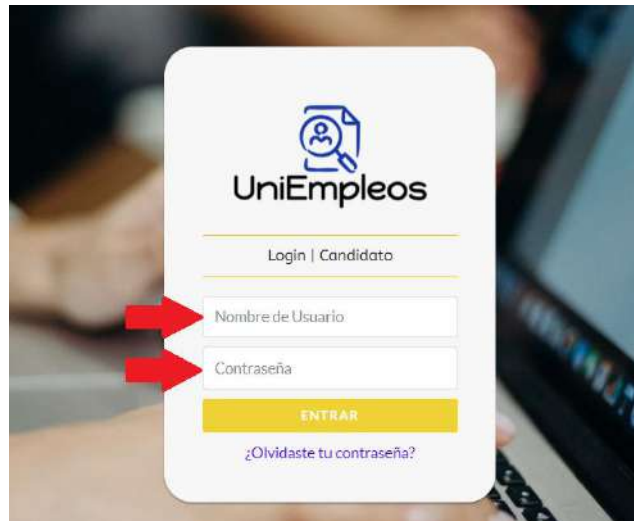 UniEmpleos
Login | Candidato
Nombre de Usuario
Contraseña
ENTRAR
¿Olvidaste tu contraseña?